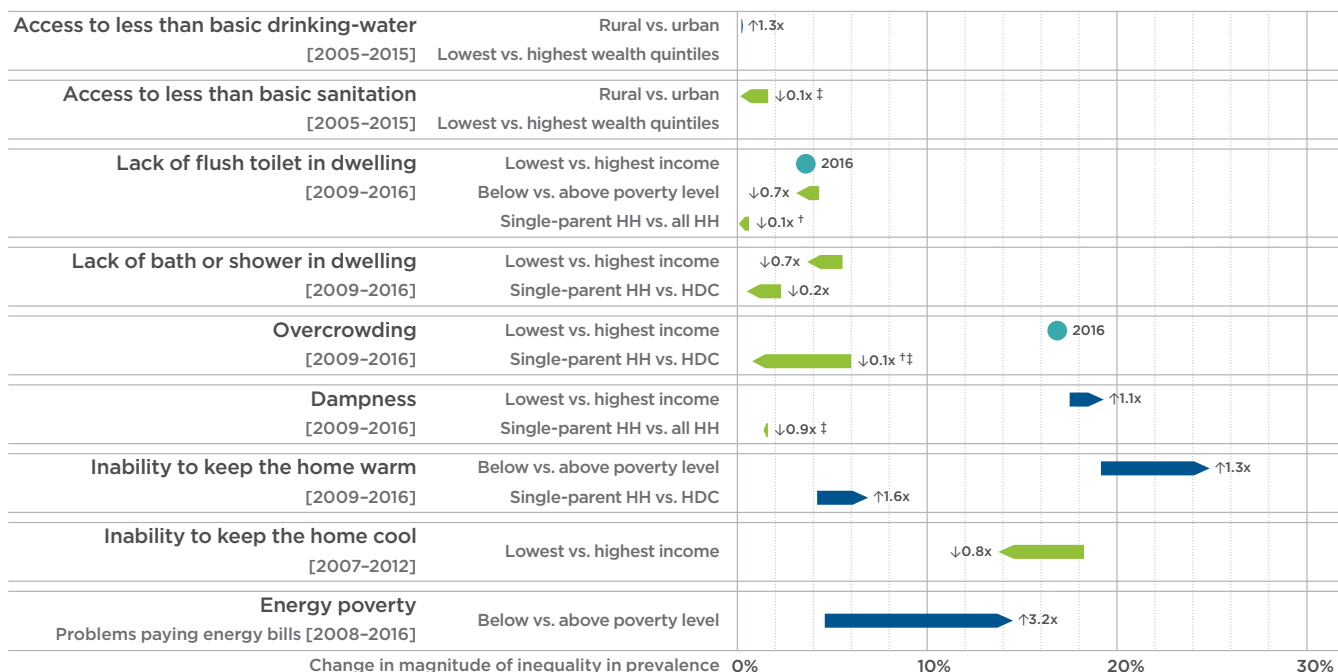 Access to less than basic drinking-water Rural vs. urban ↑1.3x
[2005–2015] Lowest vs. highest wealth quintiles
Access to less than basic sanitation Rural vs. urban ↓0.1x ‡
[2005–2015] Lowest vs. highest wealth quintiles
Lack of flush toilet in dwelling Lowest vs. highest income 2016
[2009–2016] Below vs. above poverty level ↓0.7x
Single-parent HH vs. all HH ↓0.1x †
Lack of bath or shower in dwelling Lowest vs. highest income ↓0.7x
[2009–2016] Single-parent HH vs. HDC ↓0.2x
Overcrowding Lowest vs. highest income 2016
[2009–2016] Single-parent HH vs. HDC ↓0.1x †‡
Dampness Lowest vs. highest income ↑1.1x
[2009–2016] Single-parent HH vs. all HH ↓0.9x ‡
Inability to keep the home warm Below vs. above poverty level ↑1.3x
[2009–2016] Single-parent HH vs. HDC ↑1.6x
Inability to keep the home cool
Lowest vs. highest income ↓0.8x
[2007–2012]
Energy poverty
Below vs. above poverty level ↑3.2x
Problems paying energy bills [2008–2016]
Change in magnitude of inequality in prevalence 0% 10% 20% 30%